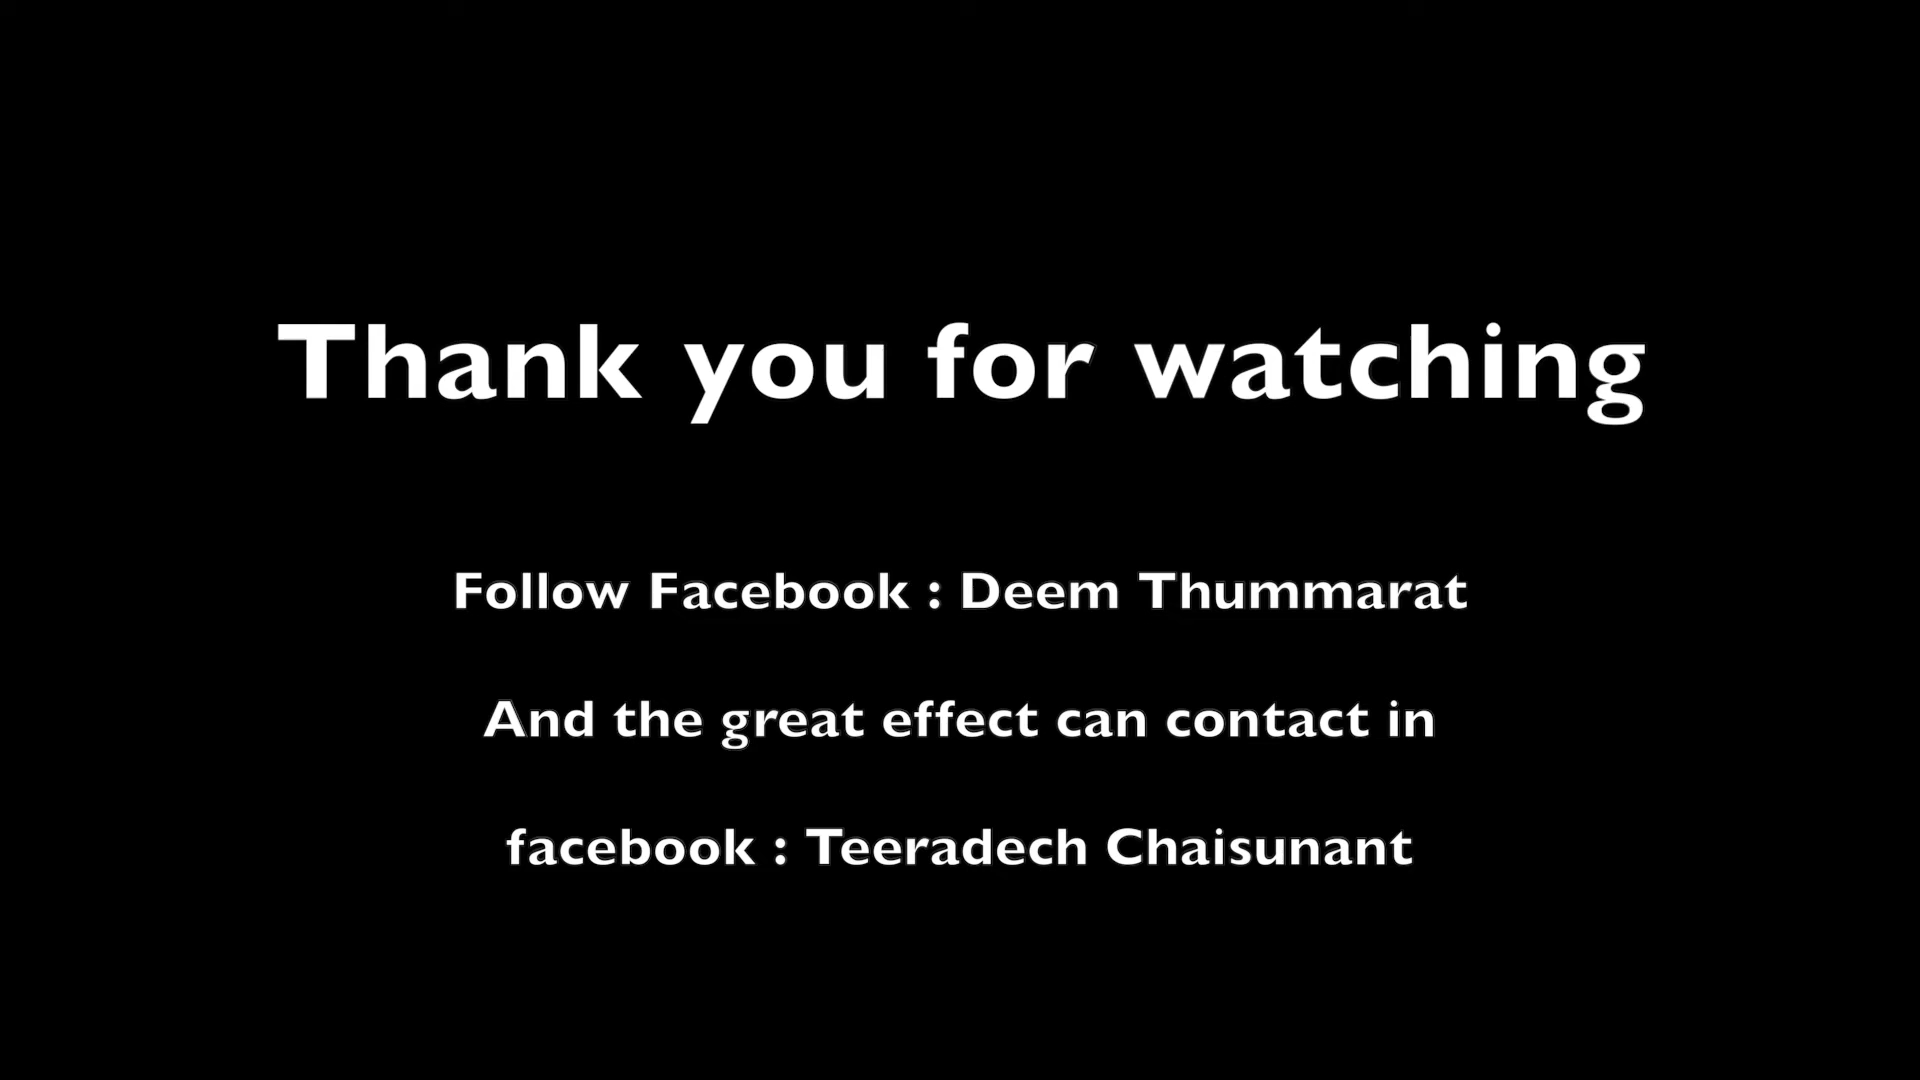 Thank you for watching
Follow Facebook : Deem Thummarat
And the great effect can contact in
facebook : Teeradech Chaisunant